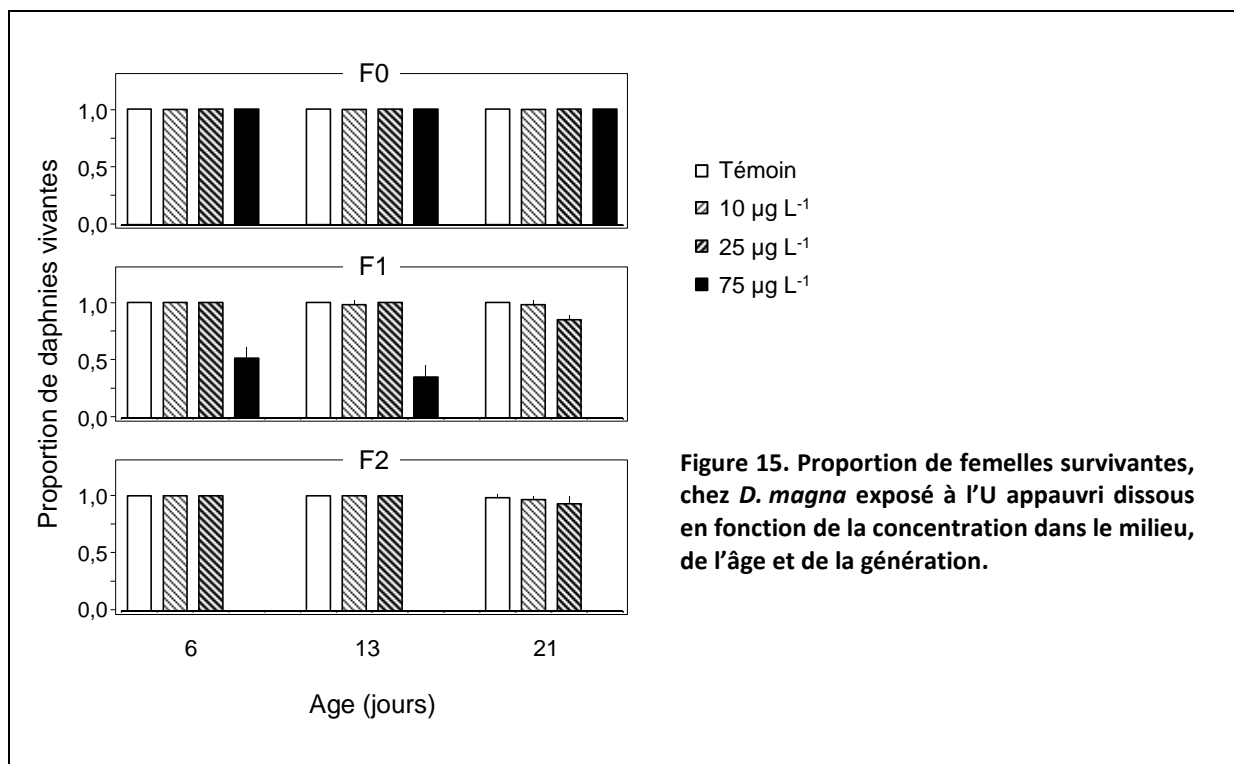 F0
1,0
0,5
0,0
F1
1,0
0,5
0,0
F2
1,0
0,5
0,0
6 13 21
Age (jours)
Proportion de daphnies vivantes
Témoin
10 µg L-1
25 µg L-1
75 µg L-1
Figure 15. Proportion de femelles survivantes,
chez D. magna exposé à l’U appauvri dissous
en fonction de la concentration dans le milieu,
de l’âge et de la génération.